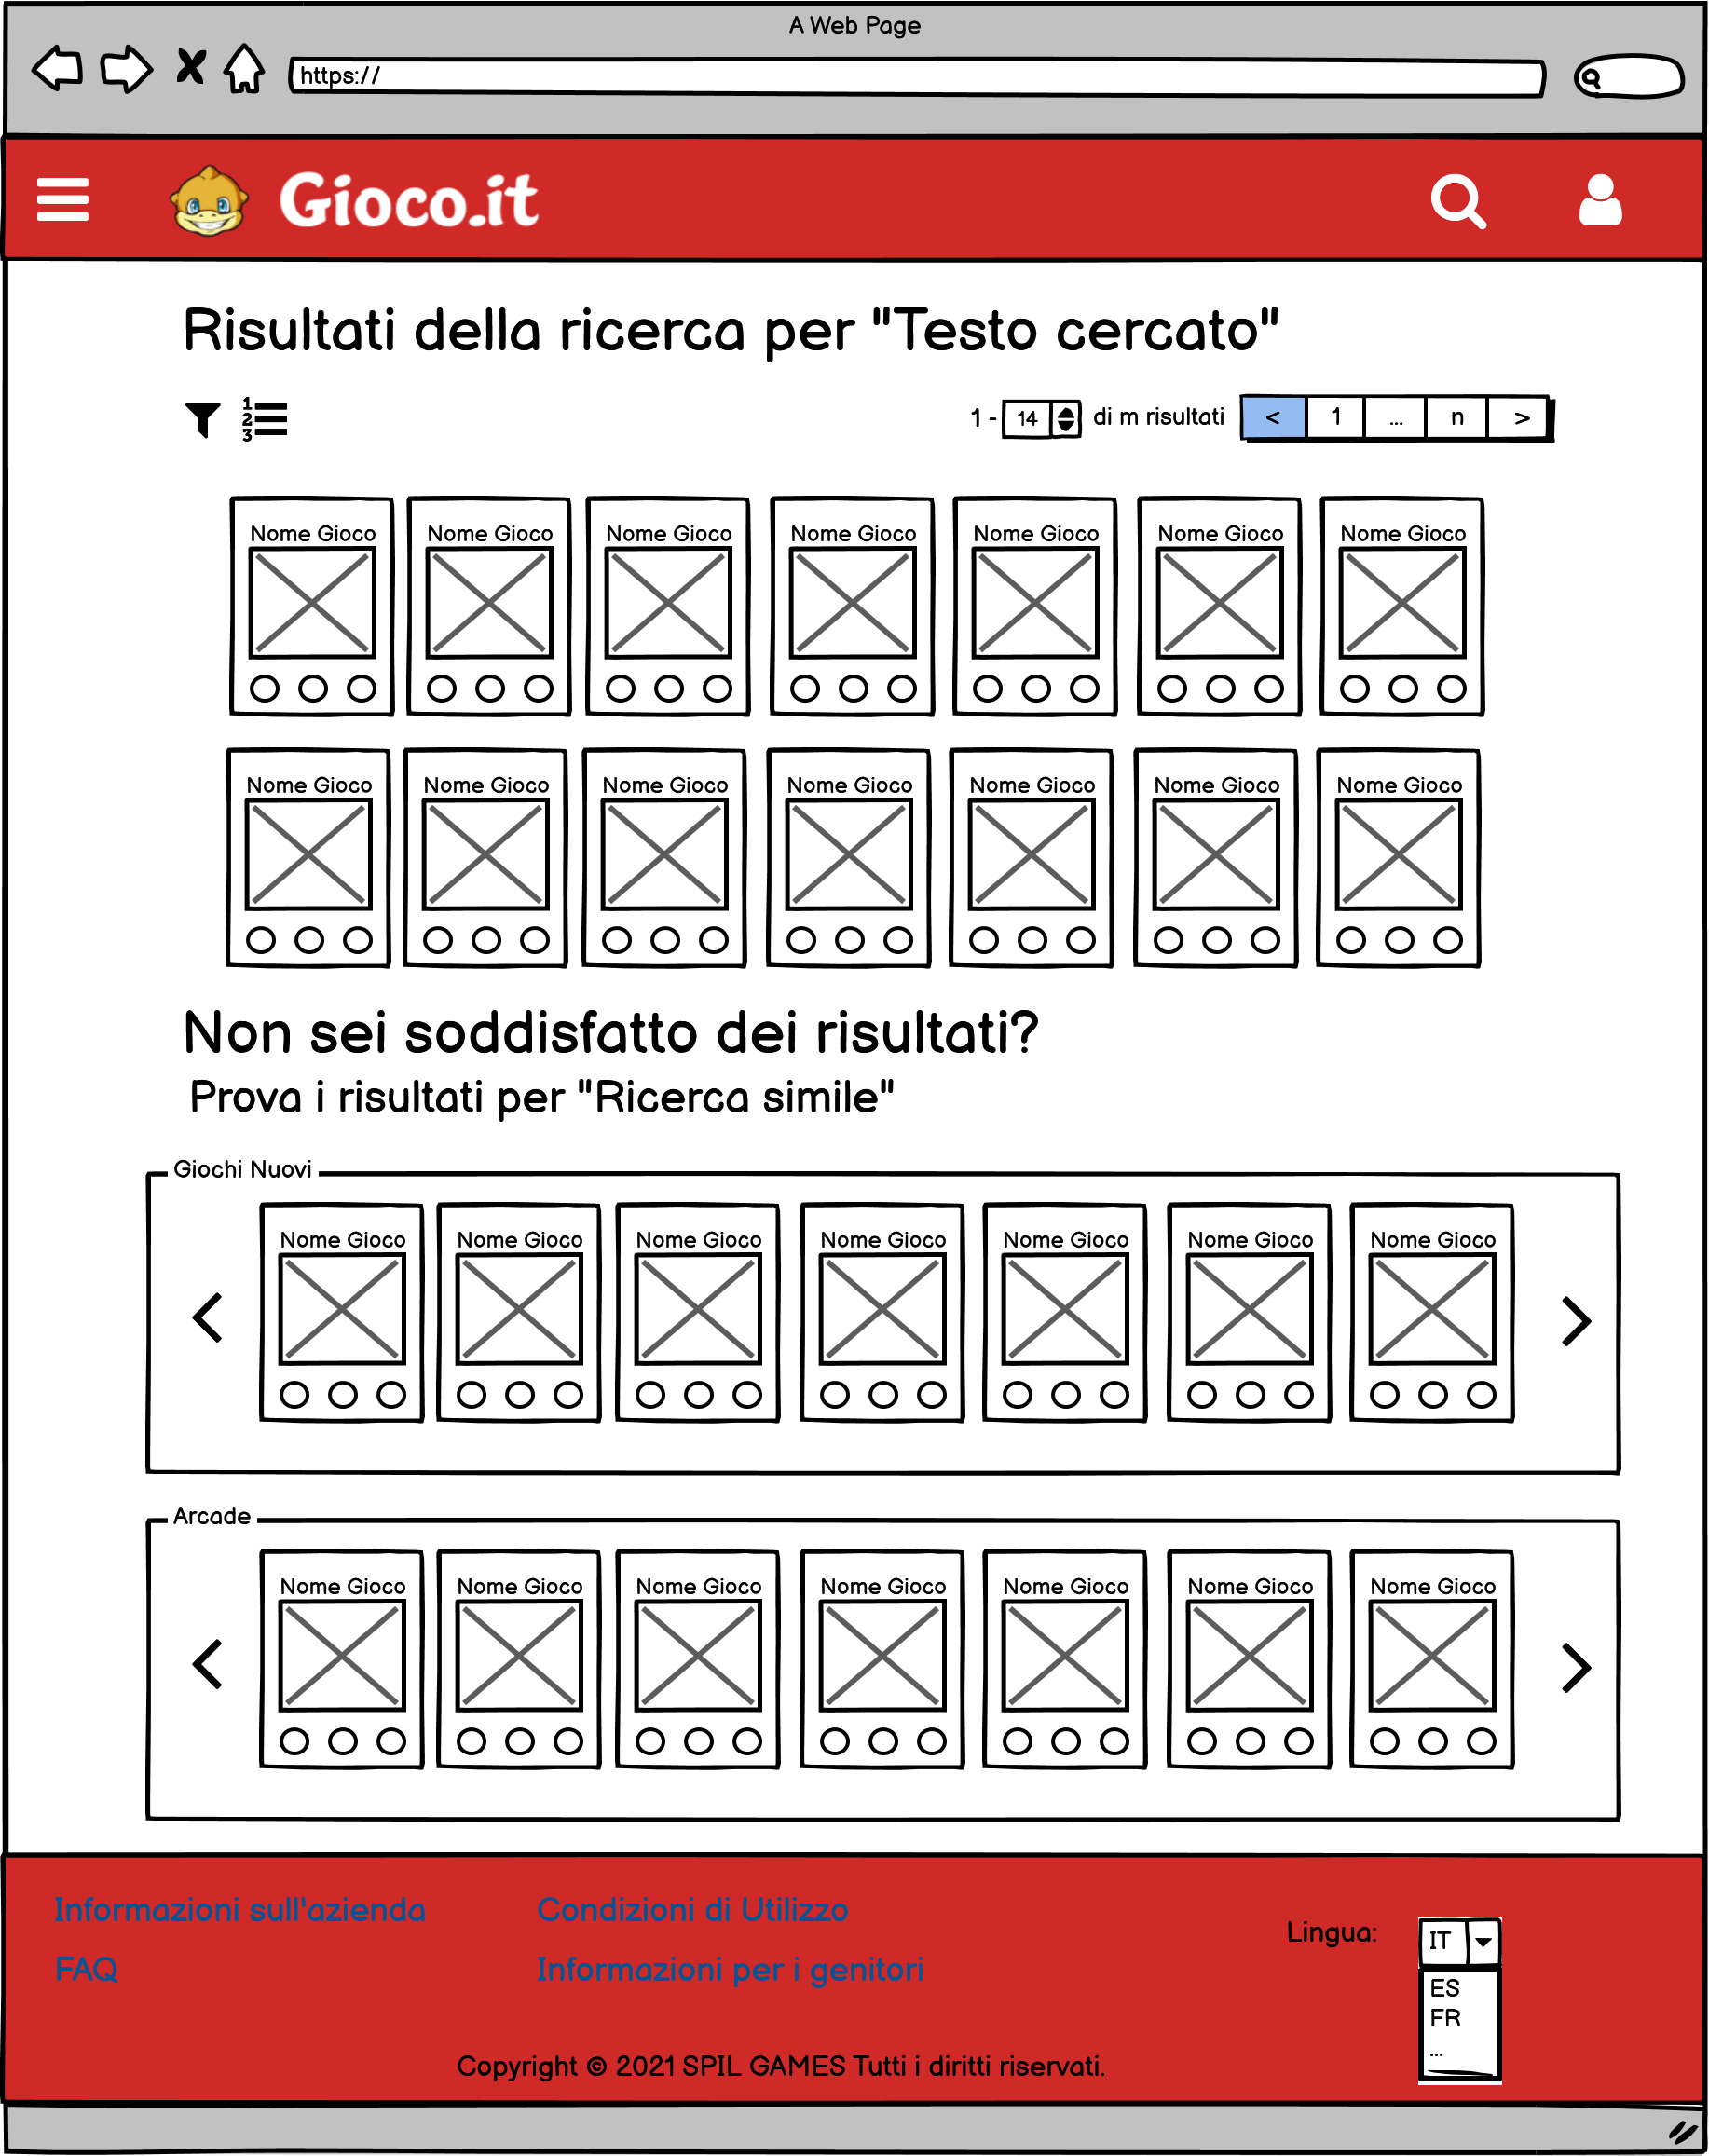 A Web Page
https://
Gioco.it
Risultati della ricerca per "Testo cercato"
1
2
3
1 - 14 di m risultati < 1 ... n >
Nome Gioco Nome Gioco Nome Gioco Nome Gioco Nome Gioco Nome Gioco Nome Gioco
Nome Gioco Nome Gioco Nome Gioco Nome Gioco Nome Gioco Nome Gioco Nome Gioco
Non sei soddisfatto dei risultati?
Prova i risultati per "Ricerca simile"
Giochi Nuovi
Nome Gioco Nome Gioco Nome Gioco Nome Gioco Nome Gioco Nome Gioco Nome Gioco
Arcade
Nome Gioco Nome Gioco Nome Gioco Nome Gioco Nome Gioco Nome Gioco Nome Gioco
Informazioni sull'azienda Condizioni di Utilizzo
Lingua: IT
FAQ Informazioni per i genitori
ES
FR
...
Copyright © 2021 SPIL GAMES Tutti i diritti riservati.